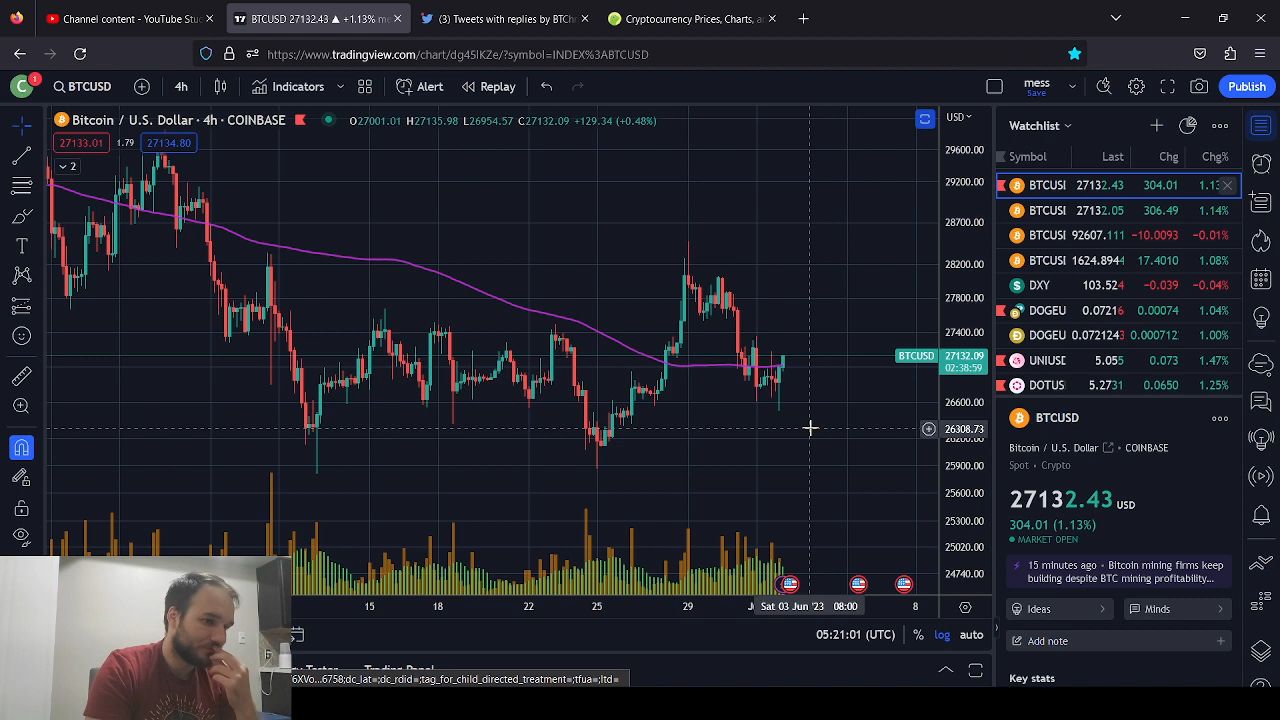 Channel content - YouTube Stu
BTCUSD 27132.43 ▲ +1.13% me
(3) Tweets with replies by BTChr
Cryptocurrency Prices, Charts, an
https://www.tradingview.com/chart/dg45lKZe/?symbol=INDEX%3ABTCUSD
C
1
BTCUSD
4h
Indicators
Alert
Replay
mess
Save
Publish
Bitcoin / U.S. Dollar · 4h · COINBASE
O27001.01 H27135.98 L26954.57 C27132.09 +129.34 (+0.48%)
27133.01
1.79
27134.80
2
USD
29600.00
29200.00
28700.00
28200.00
27800.00
27400.00
BTCUSD
27132.09
02:38:59
26600.00
26308.73
26200.00
25900.00
25600.00
25300.00
25020.00
24740.00
15 18 22 25 29 8
Sat 03 Jun '23 08:00
05:21:01 (UTC)
%
log
auto
Trading Panel
6XVo...6758;dc_lat=;dc_rdid=;tag_for_child_directed_treatment=;tfua=;ltd=
Watchlist
Symbol Last Chg Chg%
BTCUSI 27132.43 304.01 1.13
BTCUSI 27132.05 306.49 1.14%
BTCUSI 92607.111 −10.0093 −0.01%
BTCUSI 1624.8944 17.4010 1.08%
DXY 103.524 −0.039 −0.04%
DOGEU 0.07216 0.00074 1.04%
DOGEU 0.0721243 0.000712 1.00%
UNIUSE 5.055 0.073 1.47%
DOTUS 5.2731 0.0650 1.25%
BTCUSD
Bitcoin / U.S. Dollar
COINBASE
Spot · Crypto
27132.43 USD
304.01 (1.13%)
MARKET OPEN
15 minutes ago · Bitcoin mining firms keep
building despite BTC mining profitability...
Ideas
Minds
Add note
Key stats